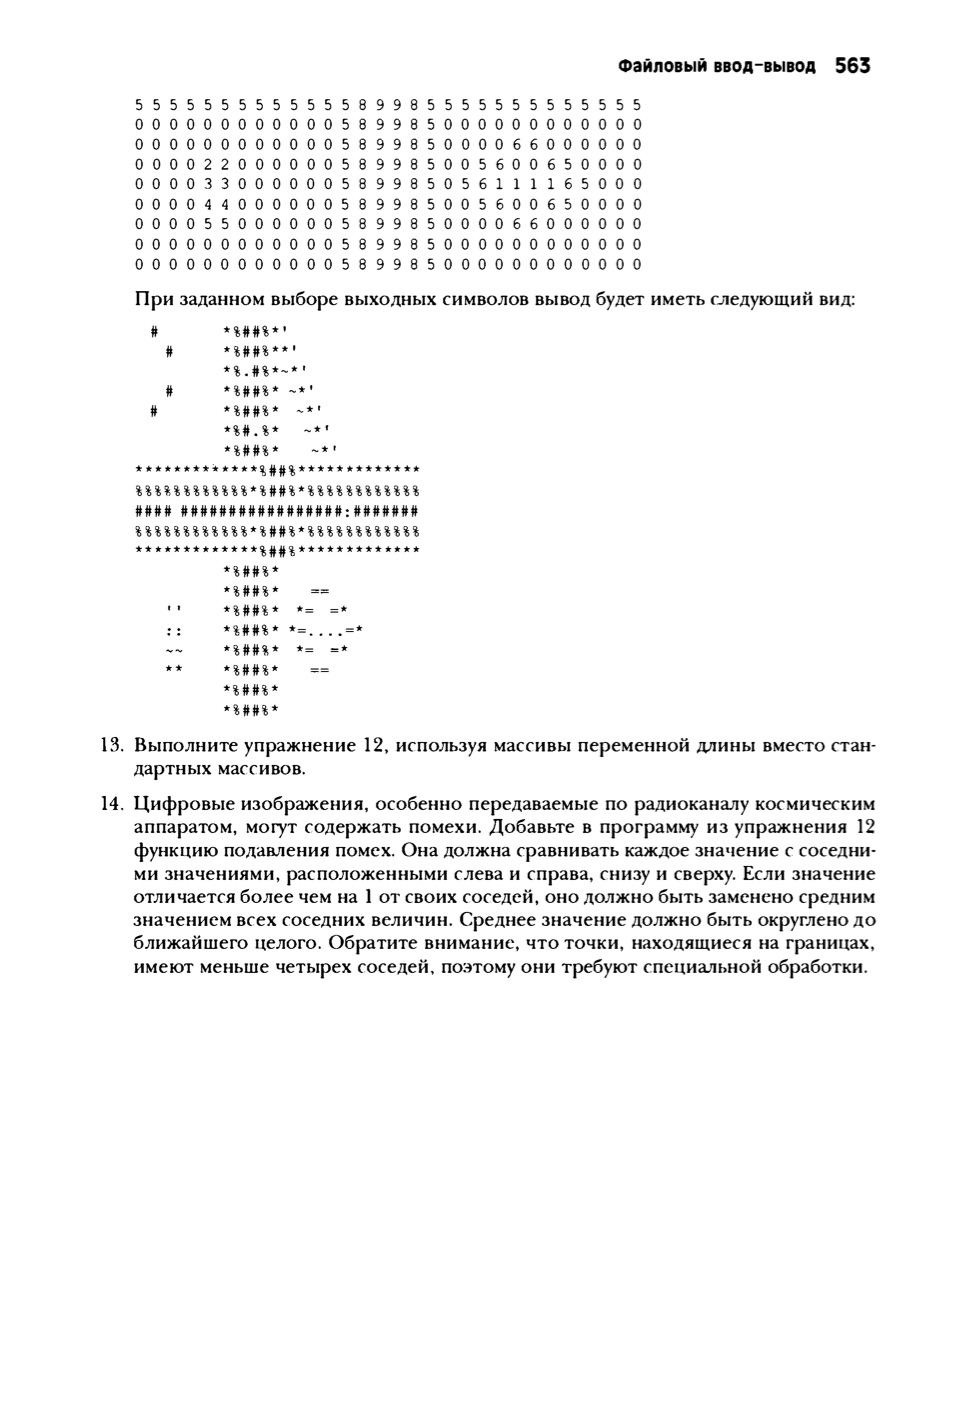 Файловый ввод-вывод 563
5 5 5 5 5 5 5 5 5 5 5 5 5 8 9 9 8 5 5 5 5 5 5 5 5 5 5 5 5 5
0 0 0 0 0 0 0 0 0 0 0 0 5 8 9 9 8 5 0 0 0 0 0 0 0 0 0 0 0 0
0 0 0 0 0 0 0 0 0 0 0 0 5 8 9 9 8 5 0 0 0 0 6 6 0 0 0 0 0 0
0 0 0 0 2 2 0 0 0 0 0 0 5 8 9 9 8 5 0 0 5 6 0 0 6 5 0 0 0 0
0 0 0 0 3 3 0 0 0 0 0 0 5 8 9 9 8 5 0 5 6 1 1 1 1 6 5 0 0 0
0 0 0 0 4 4 0 0 0 0 0 0 5 8 9 9 8 5 0 0 5 6 0 0 6 5 0 0 0 0
0 0 0 0 5 5 0 0 0 0 0 0 5 8 9 9 8 5 0 0 0 0 6 6 0 0 0 0 0 0
0 0 0 0 0 0 0 0 0 0 0 0 5 8 9 9 8 5 0 0 0 0 0 0 0 0 0 0 0 0
0 0 0 0 0 0 0 0 0 0 0 0 5 8 9 9 8 5 0 0 0 0 0 0 0 0 0 0 0 0
При заданном выборе выходных символов вывод будет иметь следующий вид:
  #         *%##%*'
    #       *%##%**'
            *%.#%*~*'
    #       *%##%* ~*'
  #         *%##%*  ~*'
            *%#.%*   ~*'
            *%##%*    ~*'
*************%##%*************
%%%%%%%%%%%%*%##%*%%%%%%%%%%%%
#### #################:#######
%%%%%%%%%%%%*%##%*%%%%%%%%%%%%
*************%##%*************
            *%##%*
            *%##%*    ==
    ''      *%##%*  *=  =*
    ::      *%##%* *=....=*
    ~~      *%##%*  *=  =*
    **      *%##%*    ==
            *%##%*
            *%##%*
13. Выполните упражнение 12, используя массивы переменной длины вместо стан-
дартных массивов.
14. Цифровые изображения, особенно передаваемые по радиоканалу космическим
аппаратом, могут содержать помехи. Добавьте в программу из упражнения 12
функцию подавления помех. Она должна сравнивать каждое значение с соседни-
ми значениями, расположенными слева и справа, снизу и сверху. Если значение
отличается более чем на 1 от своих соседей, оно должно быть заменено средним
значением всех соседних величин. Среднее значение должно быть округлено до
ближайшего целого. Обратите внимание, что точки, находящиеся на границах,
имеют меньше четырех соседей, поэтому они требуют специальной обработки.